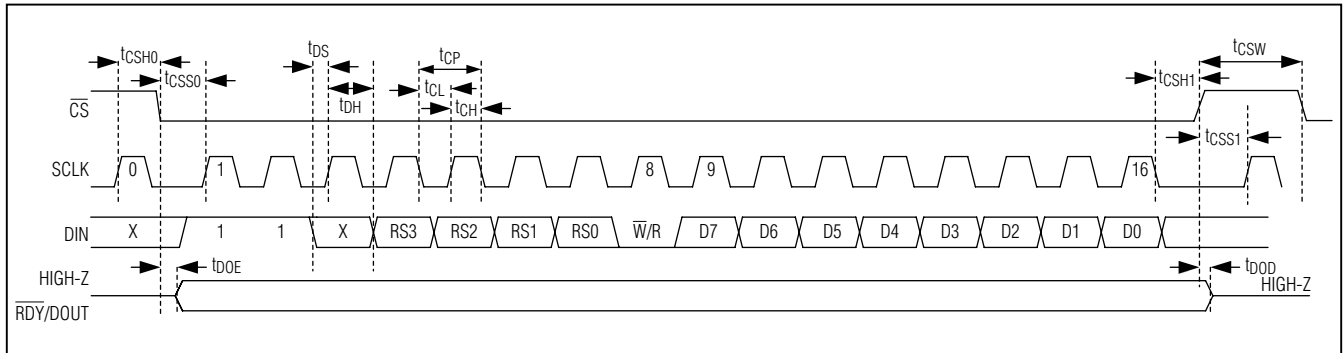 tCSH0 tDS tCP tCSW
tCSS0 tCL tCSH1
tDH tCH
CS
tCSS1
SCLK 0 1 8 9 16
DIN X 1 1 X RS3 RS2 RS1 RS0 W/R D7 D6 D5 D4 D3 D2 D1 D0
tDOE tDOD
HIGH-Z HIGH-Z
RDY/DOUT